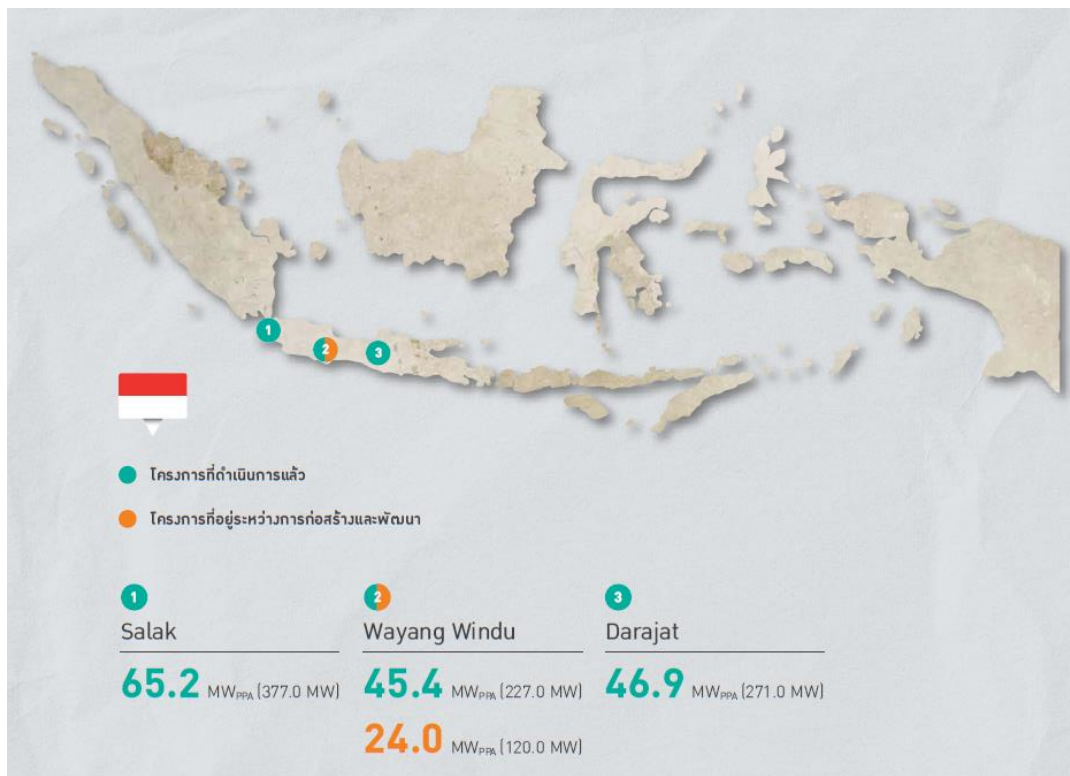 1
2
3
โครงการที่ดำเนินการแล้ว
โครงการที่อยู่ระหว่างการก่อสร้างและพัฒนา
1
Salak
65.2 MWPPA (377.0 MW)
2
Wayang Windu
45.4 MWPPA (227.0 MW)
24.0 MWPPA (120.0 MW)
3
Darajat
46.9 MWPPA (271.0 MW)